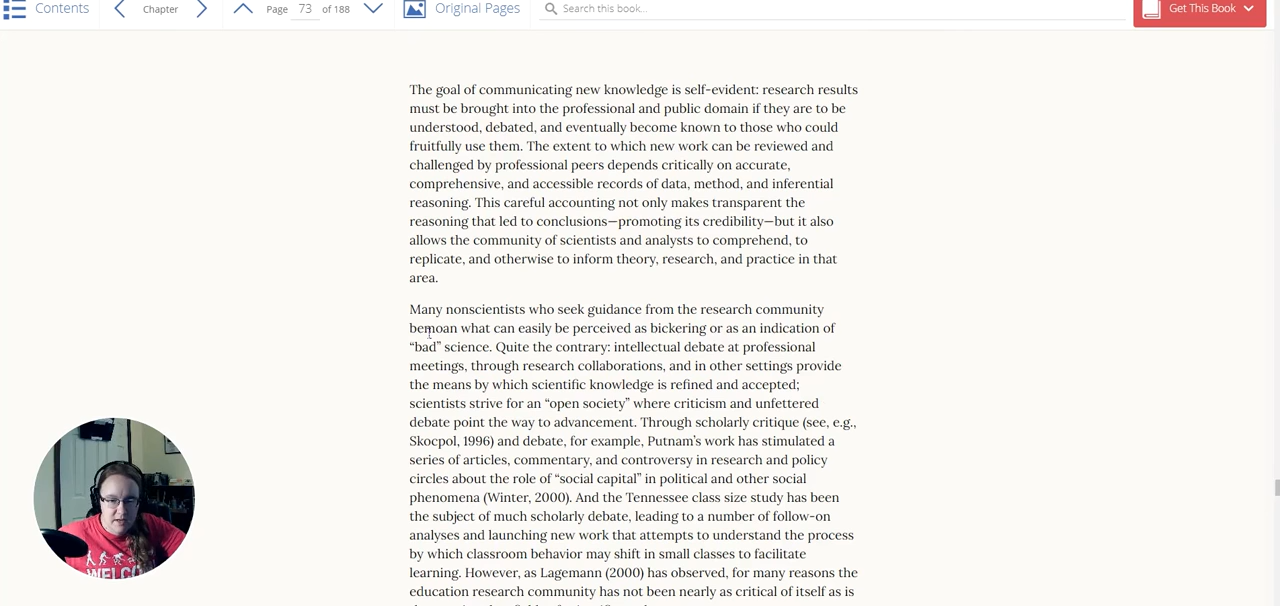 Contents
Chapter
Page 73 of 188
Original Pages
Search this book...
Get This Book
The goal of communicating new knowledge is self-evident: research results
must be brought into the professional and public domain if they are to be
understood, debated, and eventually become known to those who could
fruitfully use them. The extent to which new work can be reviewed and
challenged by professional peers depends critically on accurate,
comprehensive, and accessible records of data, method, and inferential
reasoning. This careful accounting not only makes transparent the
reasoning that led to conclusions—promoting its credibility—but it also
allows the community of scientists and analysts to comprehend, to
replicate, and otherwise to inform theory, research, and practice in that
area.
Many nonscientists who seek guidance from the research community
bemoan what can easily be perceived as bickering or as an indication of
“bad” science. Quite the contrary: intellectual debate at professional
meetings, through research collaborations, and in other settings provide
the means by which scientific knowledge is refined and accepted;
scientists strive for an “open society” where criticism and unfettered
debate point the way to advancement. Through scholarly critique (see, e.g.,
Skocpol, 1996) and debate, for example, Putnam’s work has stimulated a
series of articles, commentary, and controversy in research and policy
circles about the role of “social capital” in political and other social
phenomena (Winter, 2000). And the Tennessee class size study has been
the subject of much scholarly debate, leading to a number of follow-on
analyses and launching new work that attempts to understand the process
by which classroom behavior may shift in small classes to facilitate
learning. However, as Lagemann (2000) has observed, for many reasons the
education research community has not been nearly as critical of itself as is